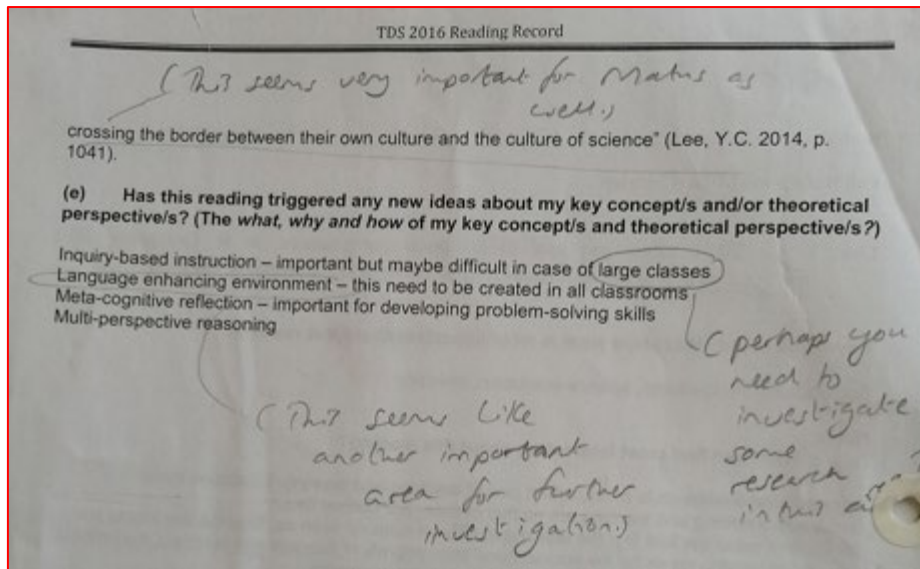 TDS 2016 Reading Record
(This seems very important for Maths as
well.)
crossing the border between their own culture and the culture of science" (Lee, Y.C. 2014, p.
1041).
(e) Has this reading triggered any new ideas about my key concept/s and/or theoretical
perspective/s? (The what, why and how of my key concept/s and theoretical perspective/s?)
Inquiry-based instruction – important but maybe difficult in case of large classes
Language enhancing environment – this need to be created in all classrooms
Meta-cognitive reflection – important for developing problem-solving skills
Multi-perspective reasoning
(perhaps you
need to
investigate
some
research
in this
(This seems like
another important
area for further
investigation.)